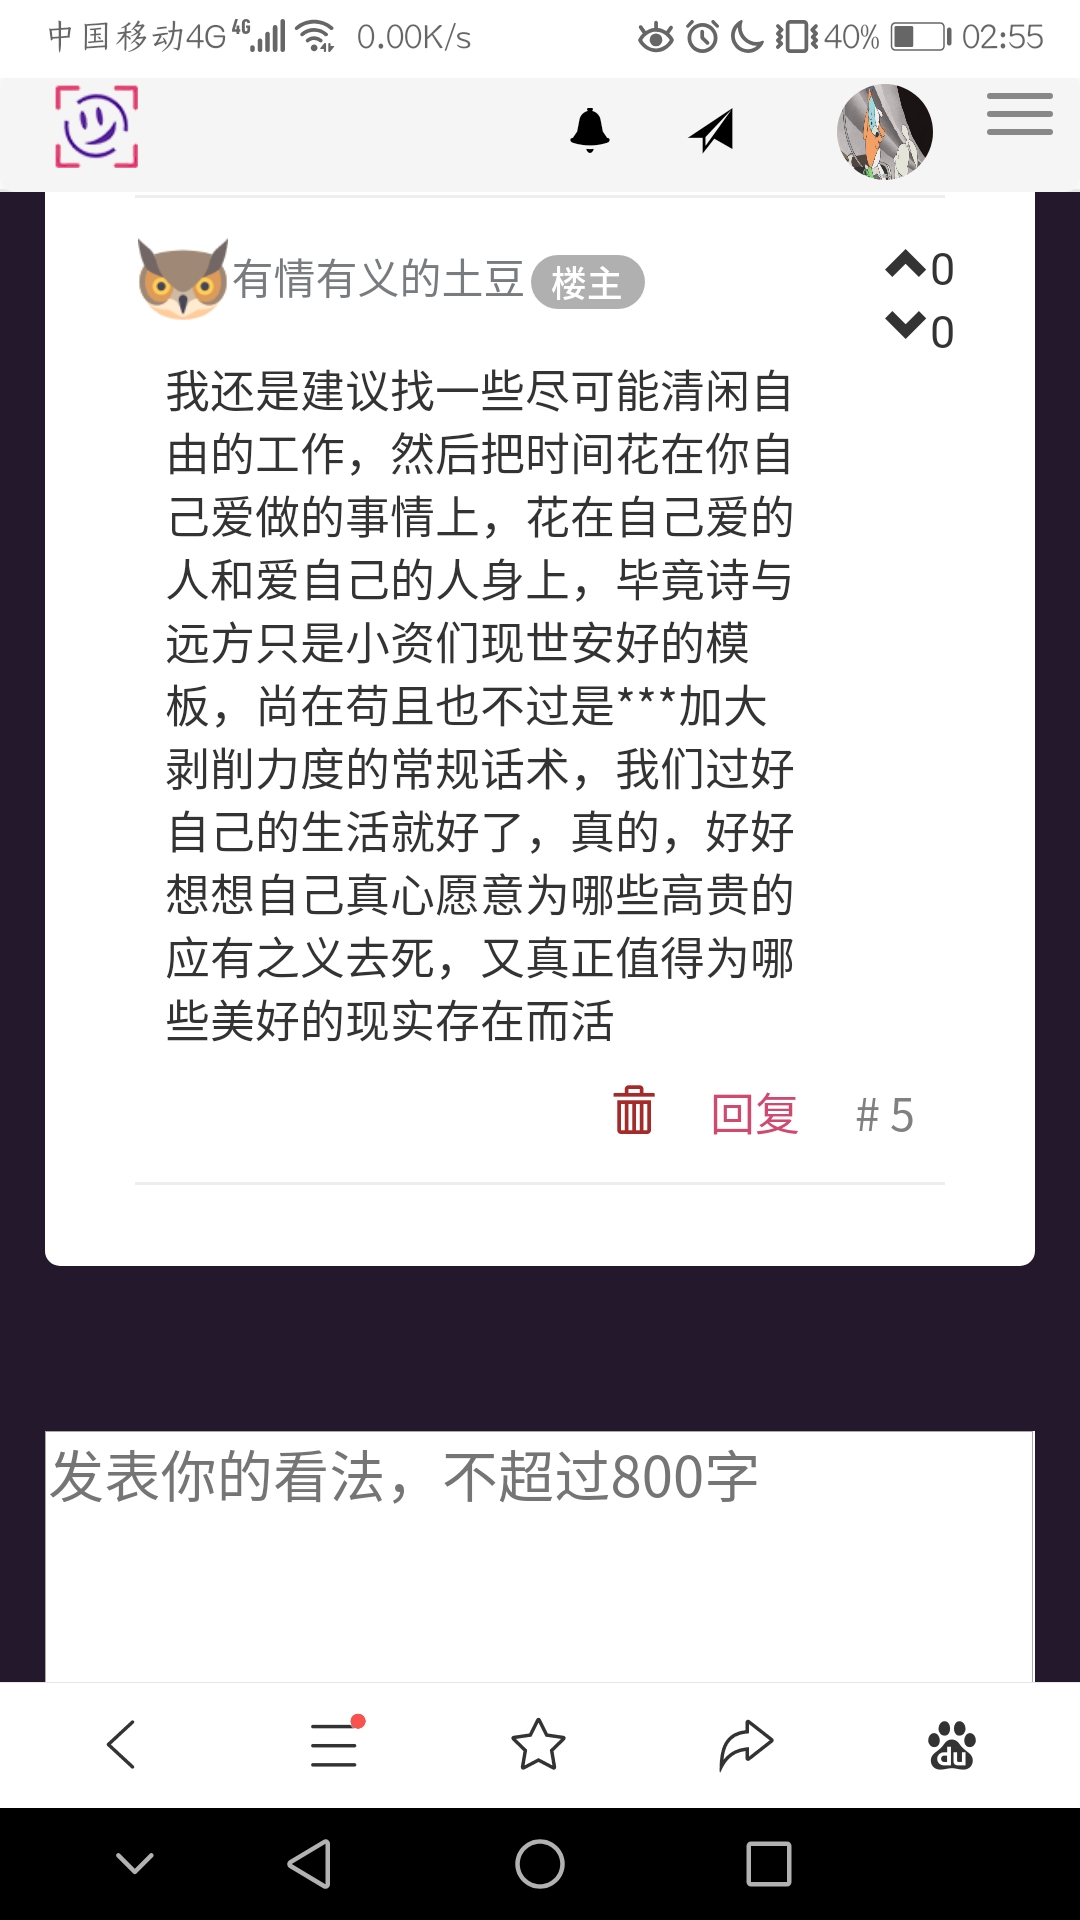 中国移动4G 4G 0.00K/s 40% 02:55
有情有义的土豆 楼主
0
0
我还是建议找一些尽可能清闲自
由的工作，然后把时间花在你自
己爱做的事情上，花在自己爱的
人和爱自己的人身上，毕竟诗与
远方只是小资们现世安好的模
板，尚在苟且也不过是***加大
剥削力度的常规话术，我们过好
自己的生活就好了，真的，好好
想想自己真心愿意为哪些高贵的
应有之义去死，又真正值得为哪
些美好的现实存在而活
回复 # 5
发表你的看法，不超过800字
du